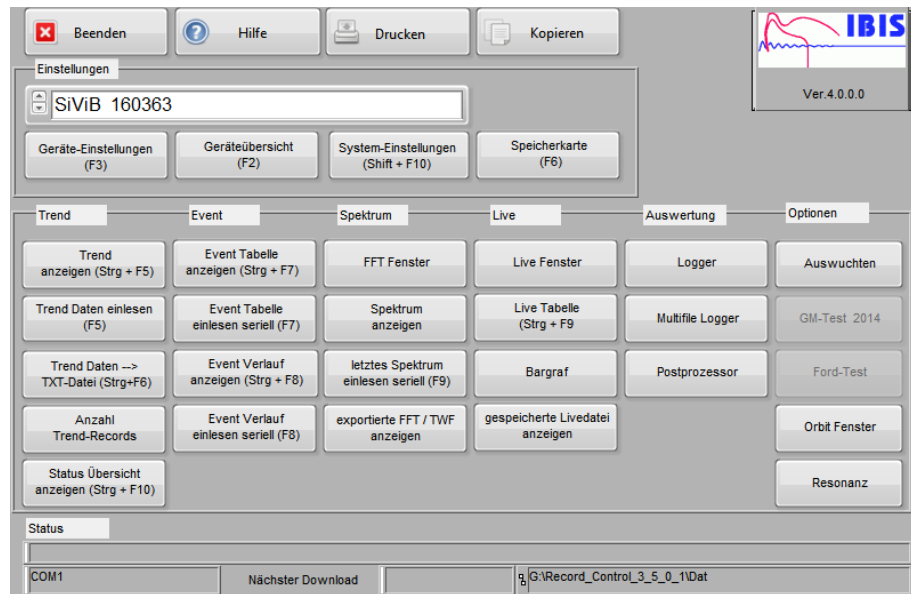 Beenden
Hilfe
Drucken
Kopieren
IBIS
Ver.4.0.0.0
Einstellungen
SiViB 160363
Geräte-Einstellungen
(F3)
Geräteübersicht
(F2)
System-Einstellungen
(Shift + F10)
Speicherkarte
(F6)
Trend
Event
Spektrum
Live
Auswertung
Optionen
Trend
anzeigen (Strg + F5)
Event Tabelle
anzeigen (Strg + F7)
FFT Fenster
Live Fenster
Logger
Auswuchten
Trend Daten einlesen
(F5)
Event Tabelle
einlesen seriell (F7)
Spektrum
anzeigen
Live Tabelle
(Strg + F9
Multifile Logger
GM-Test 2014
Trend Daten -->
TXT-Datei (Strg+F6)
Event Verlauf
anzeigen (Strg + F8)
letztes Spektrum
einlesen seriell (F9)
Bargraf
Postprozessor
Ford-Test
Anzahl
Trend-Records
Event Verlauf
einlesen seriell (F8)
exportierte FFT / TWF
anzeigen
gespeicherte Livedatei
anzeigen
Orbit Fenster
Status Übersicht
anzeigen (Strg + F10)
Resonanz
Status
COM1
Nächster Download
G:\Record_Control_3_5_0_1\Dat